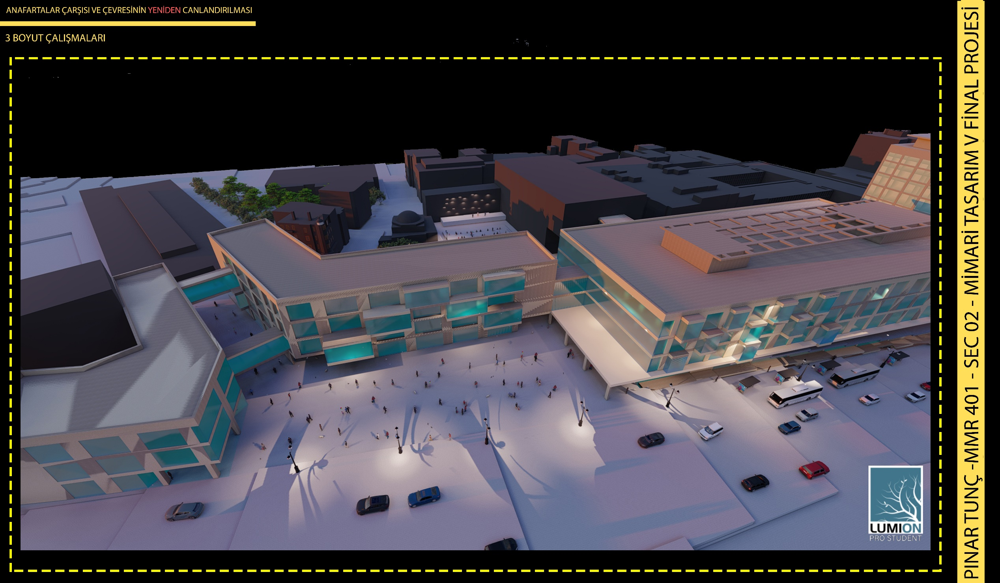 ANAFARTALAR ÇARŞISI VE ÇEVRESİNİN YENİDEN CANLANDIRILMASI
3 BOYUT ÇALIŞMALARI
PINAR TUNÇ -MMR 401 - SEC 02 - MİMARİ TASARIM V FİNAL PROJESİ
LUMION
PRO STUDENT